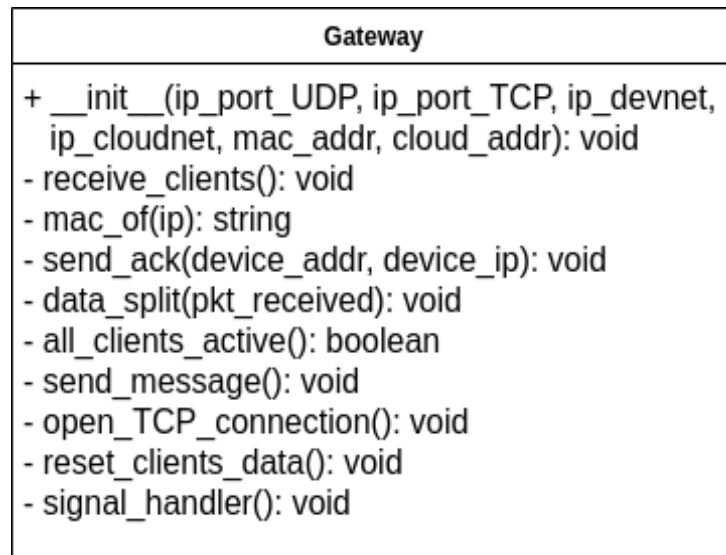 Gateway
+ __init__(ip_port_UDP, ip_port_TCP, ip_devnet,
ip_cloudnet, mac_addr, cloud_addr): void
- receive_clients(): void
- mac_of(ip): string
- send_ack(device_addr, device_ip): void
- data_split(pkt_received): void
- all_clients_active(): boolean
- send_message(): void
- open_TCP_connection(): void
- reset_clients_data(): void
- signal_handler(): void